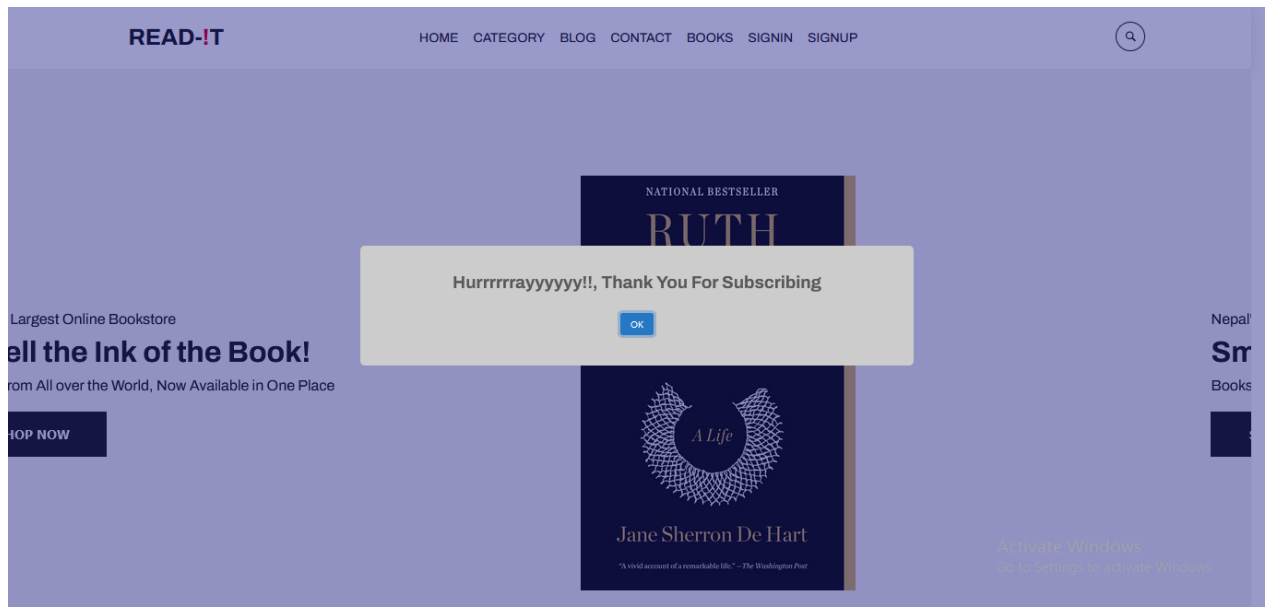 READ-!T
HOME CATEGORY BLOG CONTACT BOOKS SIGNIN SIGNUP
NATIONAL BESTSELLER
RUTH
Hurrrrrrayyyyyy!!, Thank You For Subscribing
OK
Largest Online Bookstore
ell the Ink of the Book!
rom All over the World, Now Available in One Place
HOP NOW
Nepal'
Sm
Books
A Life
Jane Sherron De Hart
"A vivid account of a remarkable life." –The Washington Post
Activate Windows
Go to Settings to activate Windows.